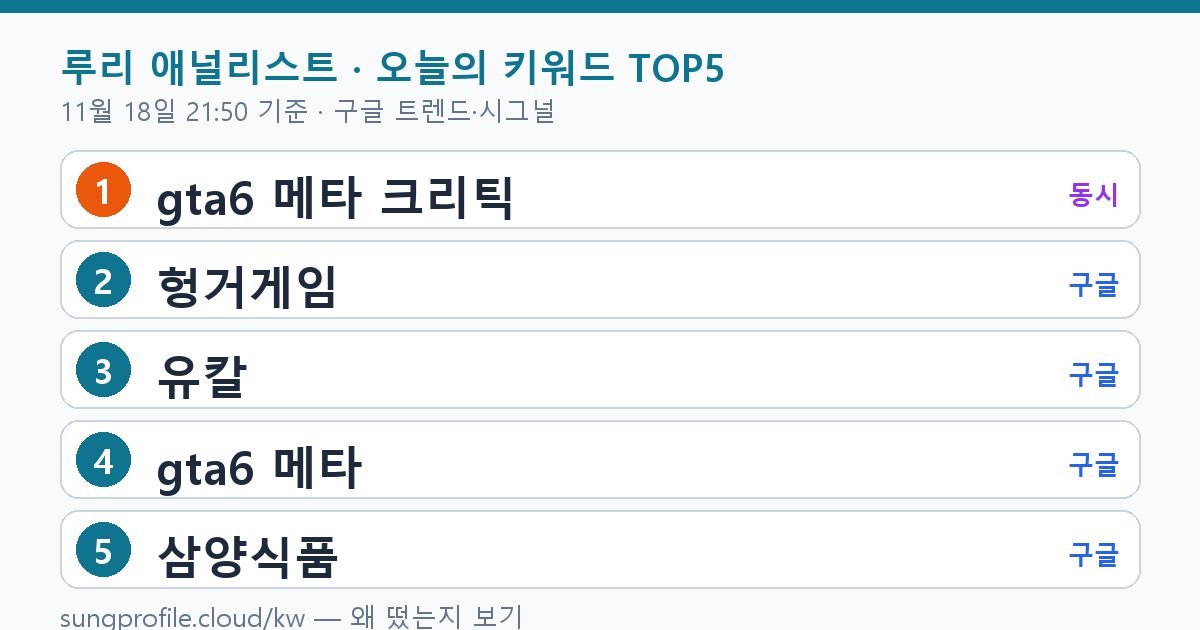 루리 애널리스트 · 오늘의 키워드 TOP5
11월 18일 21:50 기준 · 구글 트렌드·시그널
1 gta6 메타 크리틱 동시
2 헝거게임 구글
3 유칼 구글
4 gta6 메타 구글
5 삼양식품 구글
sungprofile.cloud/kw — 왜 떴는지 보기